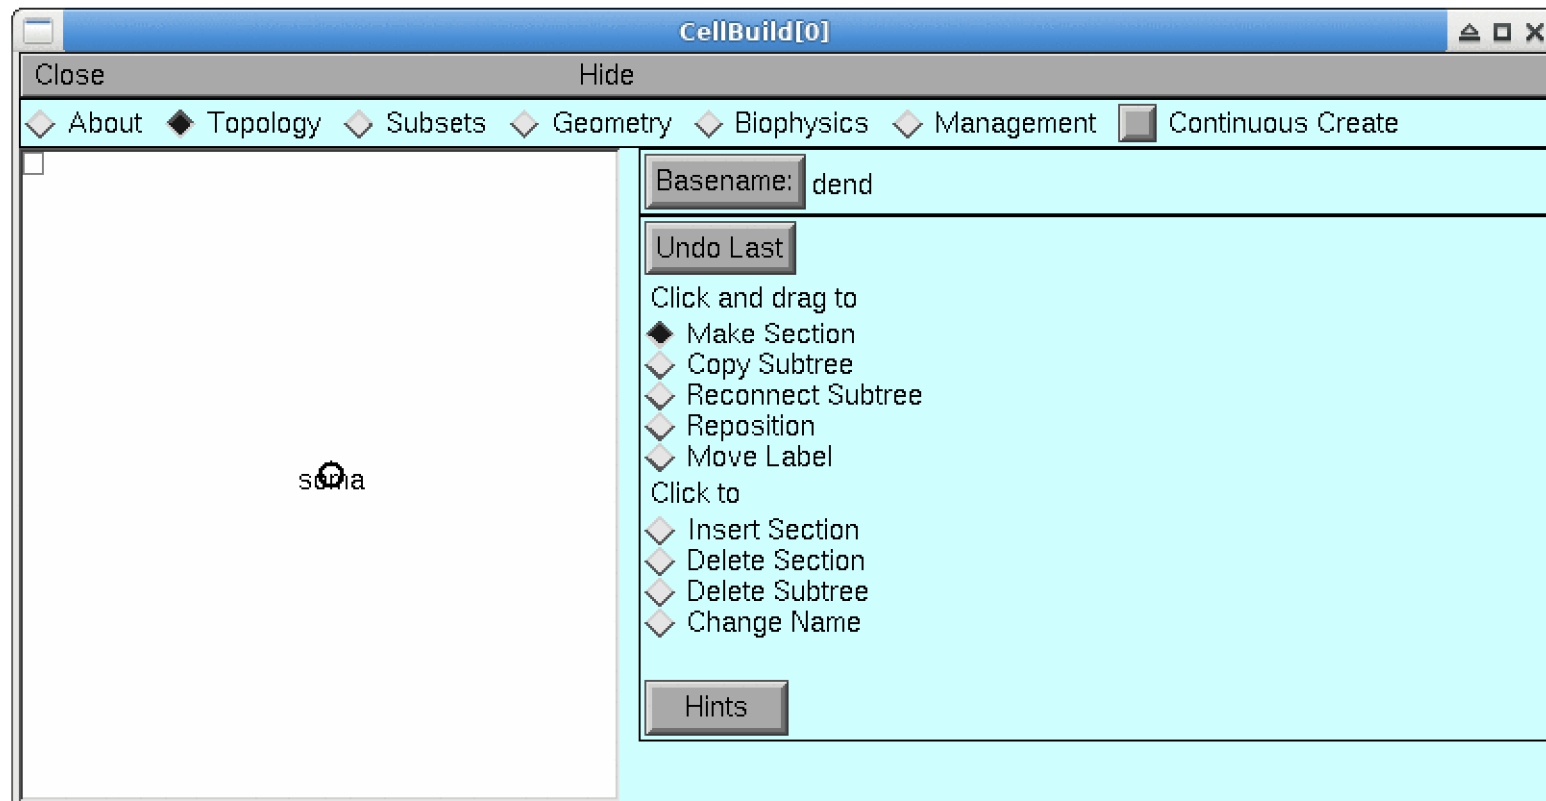 CellBuild[0]
Close Hide
About Topology Subsets Geometry Biophysics Management Continuous Create
Basename: dend
Undo Last
Click and drag to
Make Section
Copy Subtree
Reconnect Subtree
Reposition
Move Label
soma
Click to
Insert Section
Delete Section
Delete Subtree
Change Name
Hints